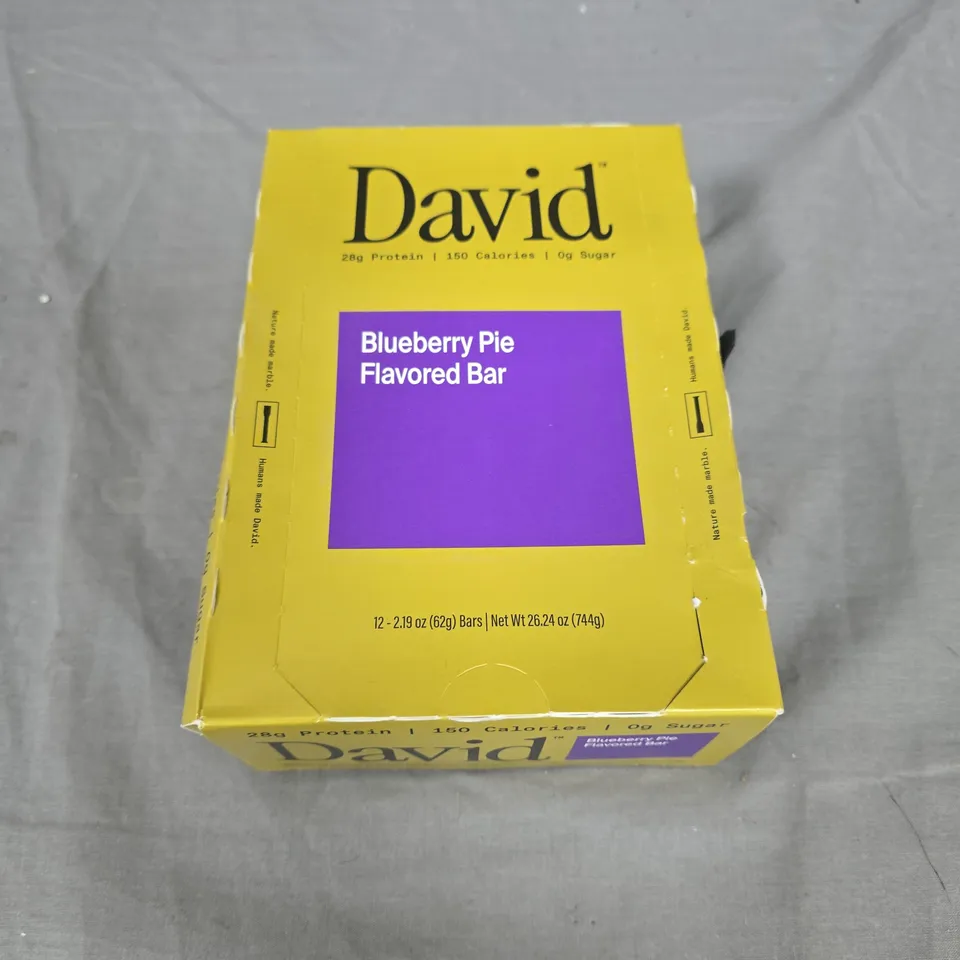 David™
28g Protein | 150 Calories | 0g Sugar
Blueberry Pie
Flavored Bar
Nature made marble.
Humans made David.
Humans made David.
Nature made marble.
12 - 2.19 oz (62g) Bars | Net Wt 26.24 oz (744g)
28g Protein | 150 Calories | 0g Sugar
David™
Blueberry Pie
Flavored Bar